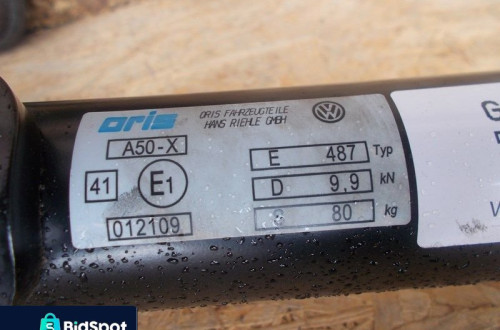 oris
ORIS FAHRZEUGTEILE
HANS RIEHLE GMBH
A50-X
E 487 Typ
41
E1
D 9,9 kN
012109
S 80 kg
G
BidSpot